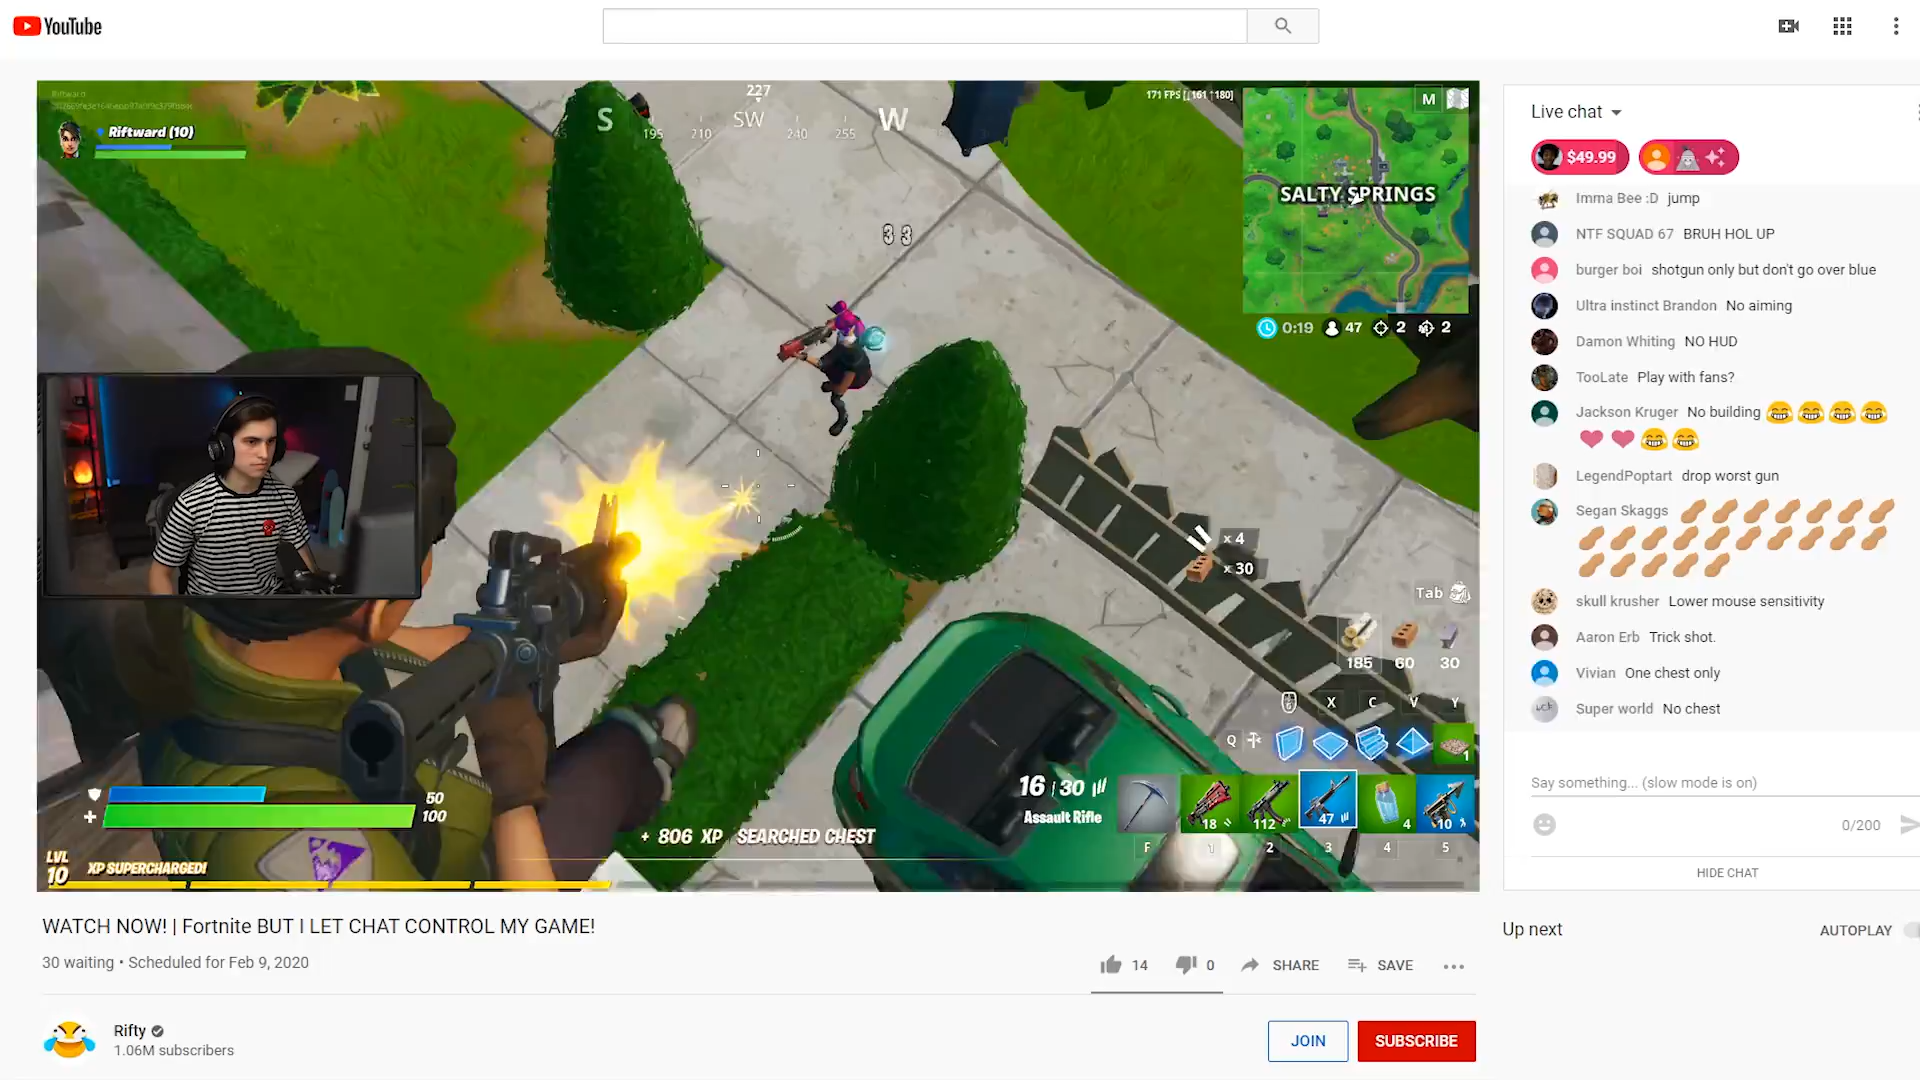 YouTube
Riftward
Riftward (10)
227
S
SW
W
195
210
240
255
171 FPS [↓161 ↑180]
M
SALTY SPRINGS
0:19
47
2
2
33
x 4
x 30
Tab
185
60
30
X
C
V
Y
Q
1
16 | 30
Assault Rifle
18
112
47
4
10
F
1
2
3
4
5
50
100
+ 806 XP SEARCHED CHEST
LVL
10
XP SUPERCHARGED!
Live chat
$49.99
Imma Bee :D jump
NTF SQUAD 67 BRUH HOL UP
burger boi shotgun only but don't go over blue
Ultra instinct Brandon No aiming
Damon Whiting NO HUD
TooLate Play with fans?
Jackson Kruger No building 😂😂😂😂
❤❤😂😂
LegendPoptart drop worst gun
Segan Skaggs 🥜🥜🥜🥜🥜🥜🥜
🥜🥜🥜🥜🥜🥜🥜🥜🥜🥜
🥜🥜🥜🥜🥜
skull krusher Lower mouse sensitivity
Aaron Erb Trick shot.
Vivian One chest only
Super world No chest
Say something... (slow mode is on)
0/200
HIDE CHAT
WATCH NOW! | Fortnite BUT I LET CHAT CONTROL MY GAME!
30 waiting • Scheduled for Feb 9, 2020
14
0
SHARE
SAVE
Up next
AUTOPLAY
Rifty
1.06M subscribers
JOIN
SUBSCRIBE